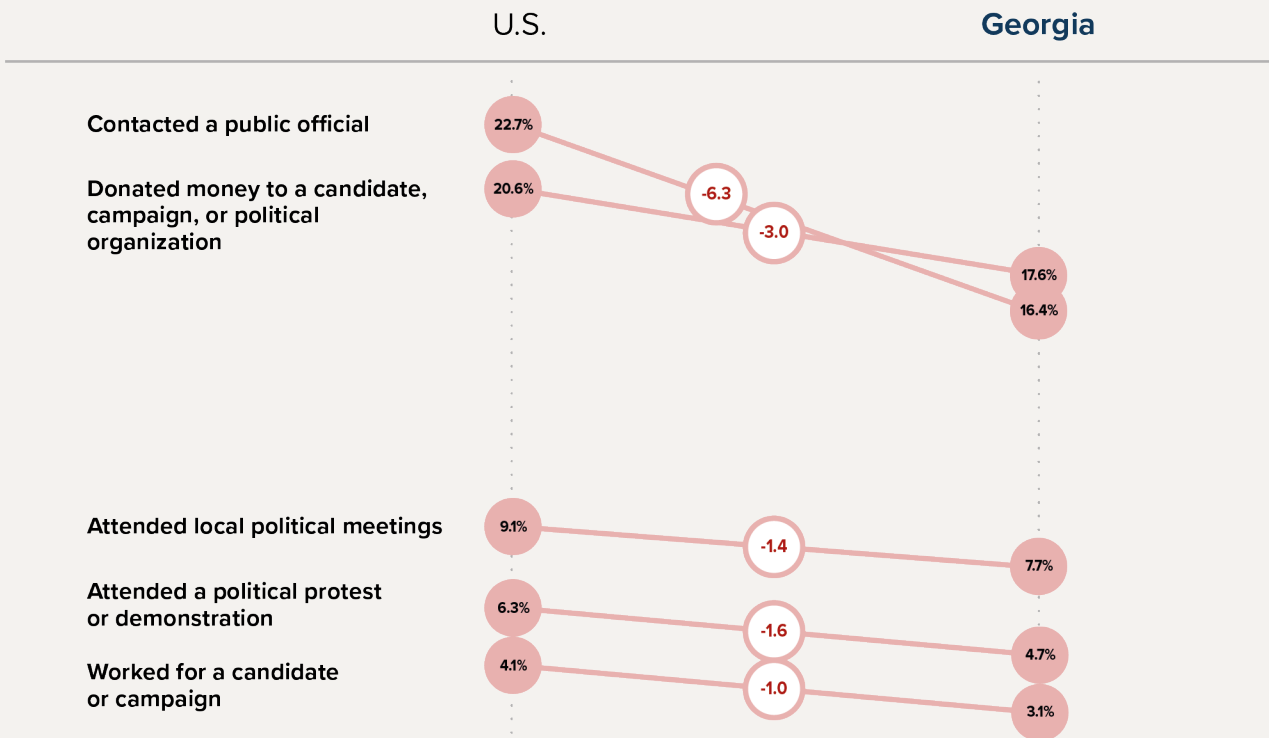 U.S.
Georgia
Contacted a public official
22.7%
-6.3
16.4%
Donated money to a candidate,
campaign, or political
organization
20.6%
-3.0
17.6%
Attended local political meetings
9.1%
-1.4
7.7%
Attended a political protest
or demonstration
6.3%
-1.6
4.7%
Worked for a candidate
or campaign
4.1%
-1.0
3.1%